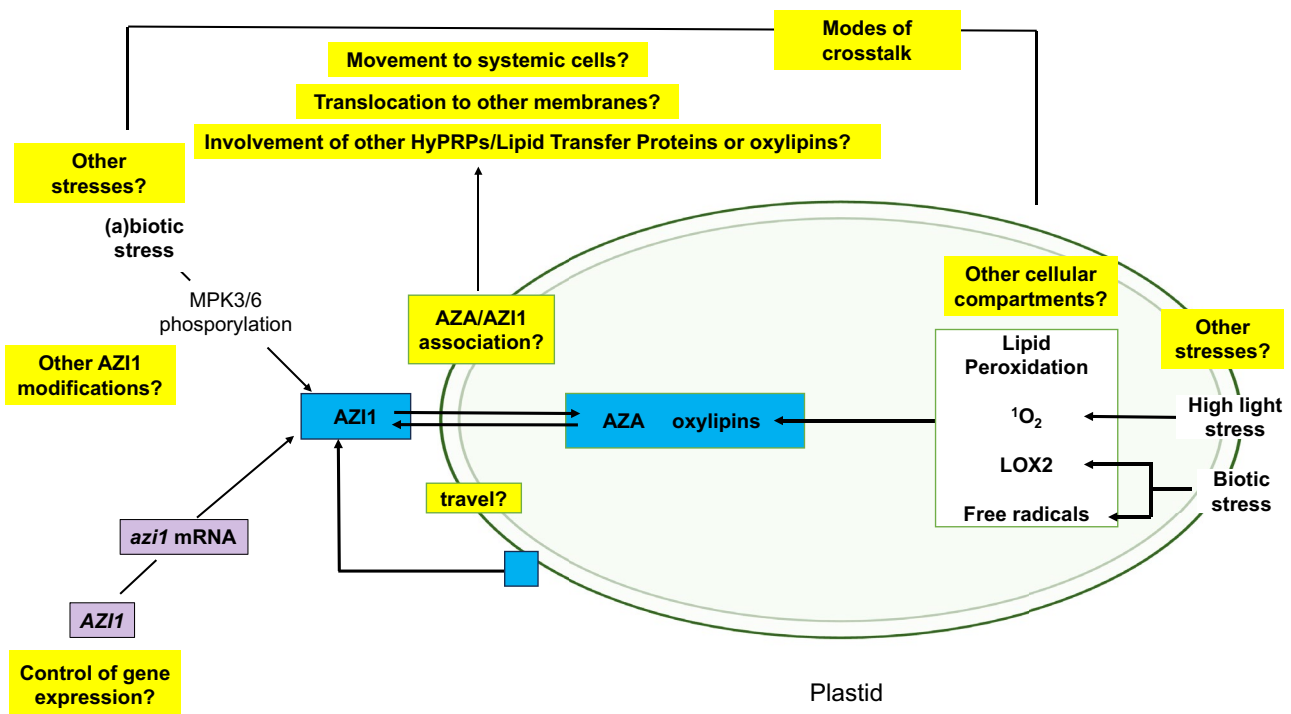 Modes of
crosstalk
Movement to systemic cells?
Translocation to other membranes?
Involvement of other HyPRPs/Lipid Transfer Proteins or oxylipins?
Other
stresses?
(a)biotic
stress
MPK3/6
phosporylation
Other AZI1
modifications?
AZA/AZI1
association?
Other cellular
compartments?
Other
stresses?
Lipid
Peroxidation
¹O₂
LOX2
Free radicals
High light
stress
Biotic
stress
AZI1
AZA oxylipins
travel?
azi1 mRNA
AZI1
Control of gene
expression?
Plastid